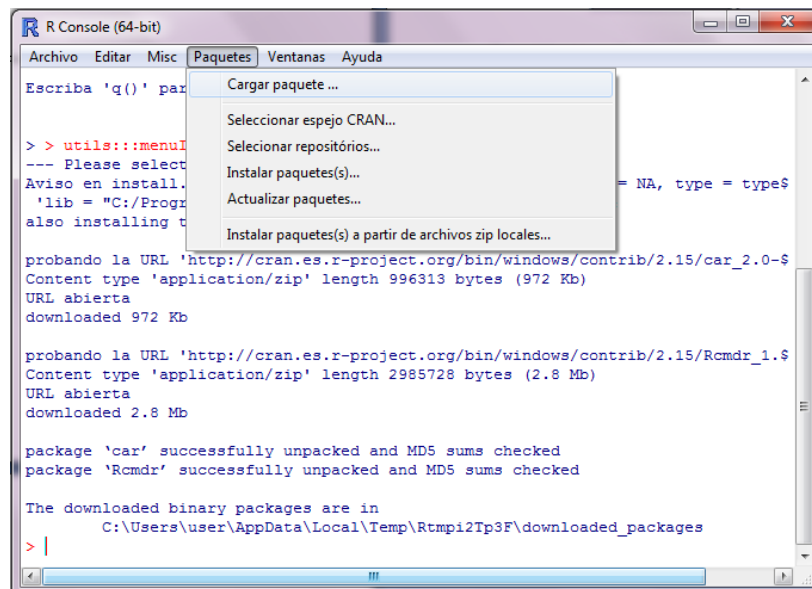 R Console (64-bit)
Archivo Editar Misc Paquetes Ventanas Ayuda
Cargar paquete ...
Seleccionar espejo CRAN...
Selecionar repositórios...
Instalar paquetes(s)...
Actualizar paquetes...
Instalar paquetes(s) a partir de archivos zip locales...
Escriba 'q()' par
> > utils:::menuI
--- Please select
Aviso en install. = NA, type = type$
'lib = "C:/Progr
also installing t
probando la URL 'http://cran.es.r-project.org/bin/windows/contrib/2.15/car_2.0-$
Content type 'application/zip' length 996313 bytes (972 Kb)
URL abierta
downloaded 972 Kb
probando la URL 'http://cran.es.r-project.org/bin/windows/contrib/2.15/Rcmdr_1.$
Content type 'application/zip' length 2985728 bytes (2.8 Mb)
URL abierta
downloaded 2.8 Mb
package ‘car’ successfully unpacked and MD5 sums checked
package ‘Rcmdr’ successfully unpacked and MD5 sums checked
The downloaded binary packages are in
C:\Users\user\AppData\Local\Temp\Rtmpi2Tp3F\downloaded_packages
>